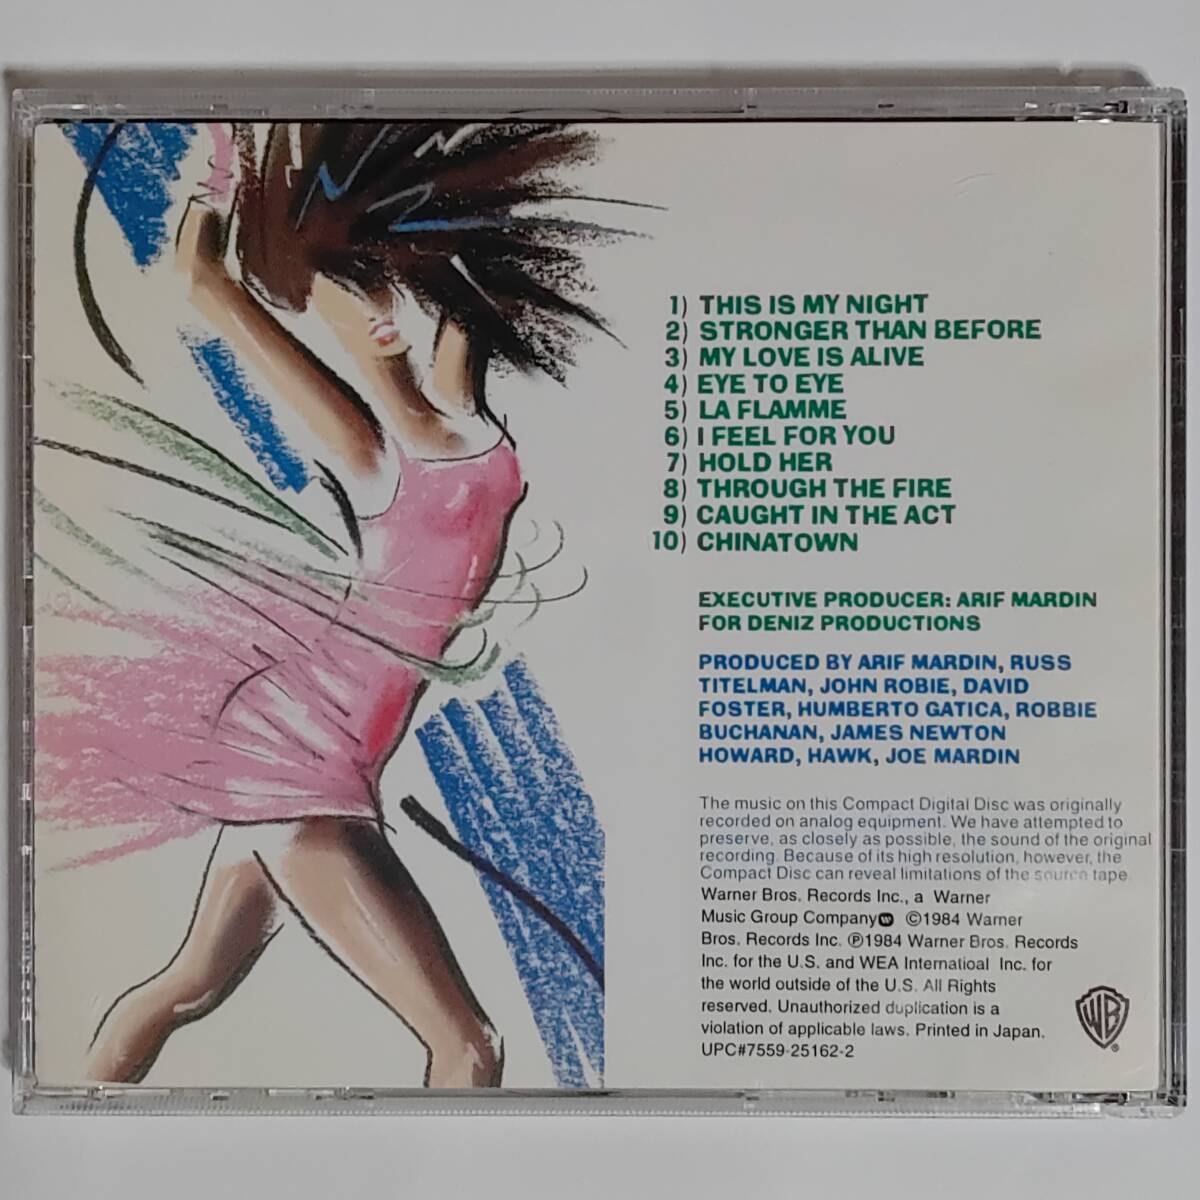 1) THIS IS MY NIGHT
2) STRONGER THAN BEFORE
3) MY LOVE IS ALIVE
4) EYE TO EYE
5) LA FLAMME
6) I FEEL FOR YOU
7) HOLD HER
8) THROUGH THE FIRE
9) CAUGHT IN THE ACT
10) CHINATOWN
EXECUTIVE PRODUCER: ARIF MARDIN
FOR DENIZ PRODUCTIONS
PRODUCED BY ARIF MARDIN, RUSS
TITELMAN, JOHN ROBIE, DAVID
FOSTER, HUMBERTO GATICA, ROBBIE
BUCHANAN, JAMES NEWTON
HOWARD, HAWK, JOE MARDIN
The music on this Compact Digital Disc was originally
recorded on analog equipment. We have attempted to
preserve, as closely as possible, the sound of the original
recording. Because of its high resolution, however, the
Compact Disc can reveal limitations of the source tape.
Warner Bros. Records Inc., a Warner
Music Group Company ©1984 Warner
Bros. Records Inc. ℗1984 Warner Bros. Records
Inc. for the U.S. and WEA Internatioal Inc. for
the world outside of the U.S. All Rights
reserved. Unauthorized duplication is a
violation of applicable laws. Printed in Japan.
UPC#7559-25162-2
WB®